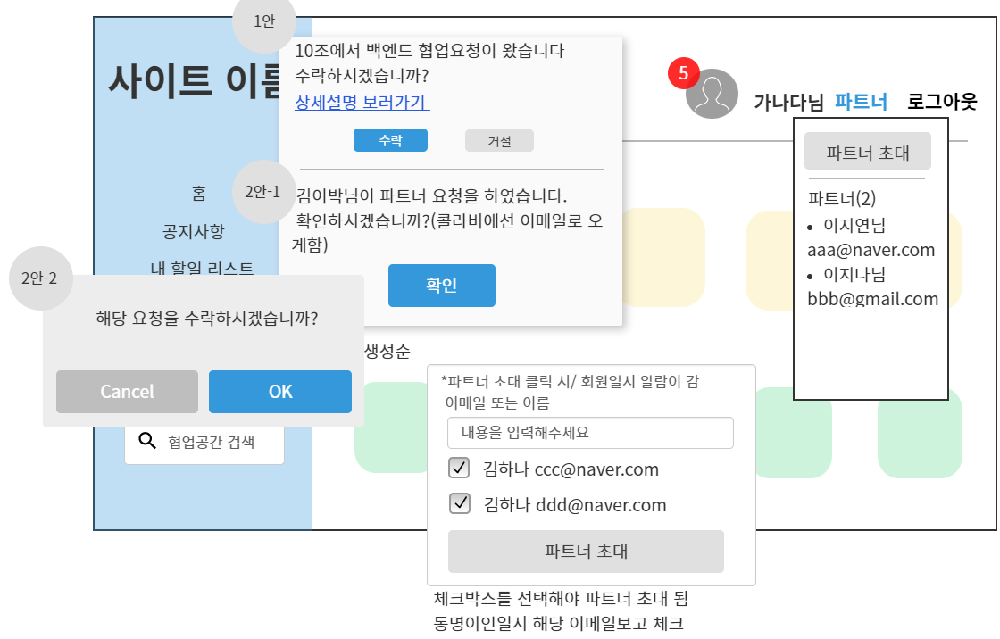 1안
10조에서 백엔드 협업요청이 왔습니다
수락하시겠습니까?
상세설명 보러가기
수락
거절
사이트 이름
5
가나다님 파트너 로그아웃
파트너 초대
파트너(2)
• 이지연님
aaa@naver.com
• 이지나님
bbb@gmail.com
2안-1
김이박님이 파트너 요청을 하였습니다.
확인하시겠습니까?(콜라비에선 이메일로 오
게함)
확인
홈
공지사항
내 할일 리스트
2안-2
해당 요청을 수락하시겠습니까?
Cancel
OK
생성순
협업공간 검색
*파트너 초대 클릭 시/ 회원일시 알람이 감
이메일 또는 이름
내용을 입력해주세요
김하나 ccc@naver.com
김하나 ddd@naver.com
파트너 초대
체크박스를 선택해야 파트너 초대 됨
동명이인일시 해당 이메일보고 체크